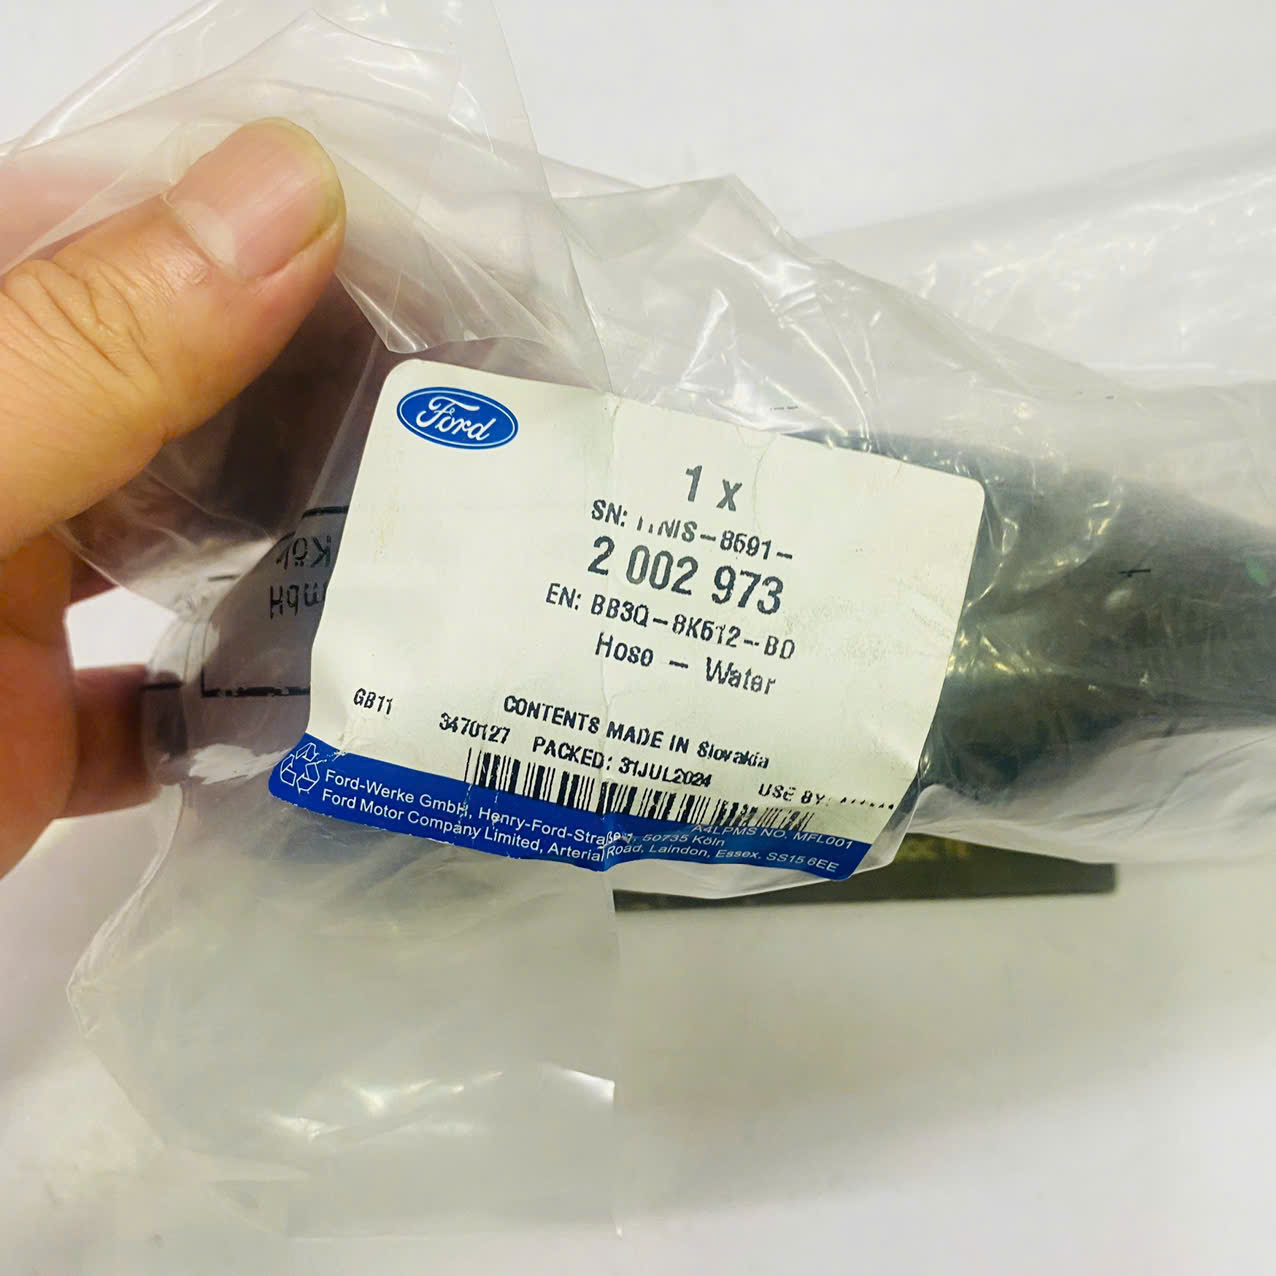 Ford
1 x
SN: -8591-
2 002 973
EN: BB3Q-8K512-BD
Hose - Water
GB11
CONTENTS MADE IN Slovakia
3470127 PACKED: 31JUL2024 USE BY:
A4LPMS NO. MFL001
Ford-Werke GmbH, Henry-Ford-Straße 1, 50735 Köln
Ford Motor Company Limited, Arterial Road, Laindon, Essex, SS15 6EE